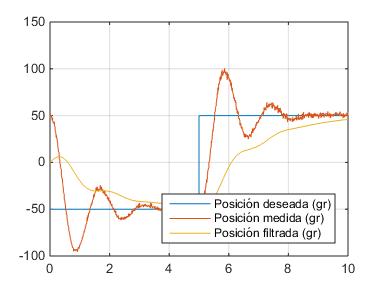 150
100
50
0
-50
-100
0 2 4 6 8 10
Posición deseada (gr)
Posición medida (gr)
Posición filtrada (gr)